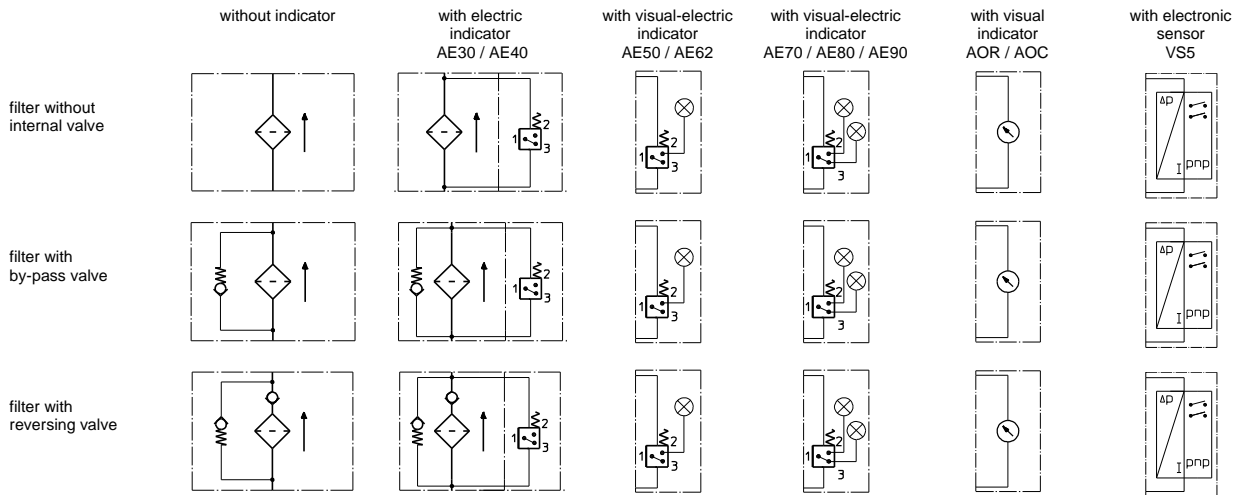 without indicator
with electric
indicator
AE30 / AE40
with visual-electric
indicator
AE50 / AE62
with visual-electric
indicator
AE70 / AE80 / AE90
with visual
indicator
AOR / AOC
with electronic
sensor
VS5
filter without
internal valve
1
2
3
1
2
3
1
2
3
Δp
I
pnp
filter with
by-pass valve
1
2
3
1
2
3
1
2
3
Δp
I
pnp
filter with
reversing valve
1
2
3
1
2
3
1
2
3
Δp
I
pnp